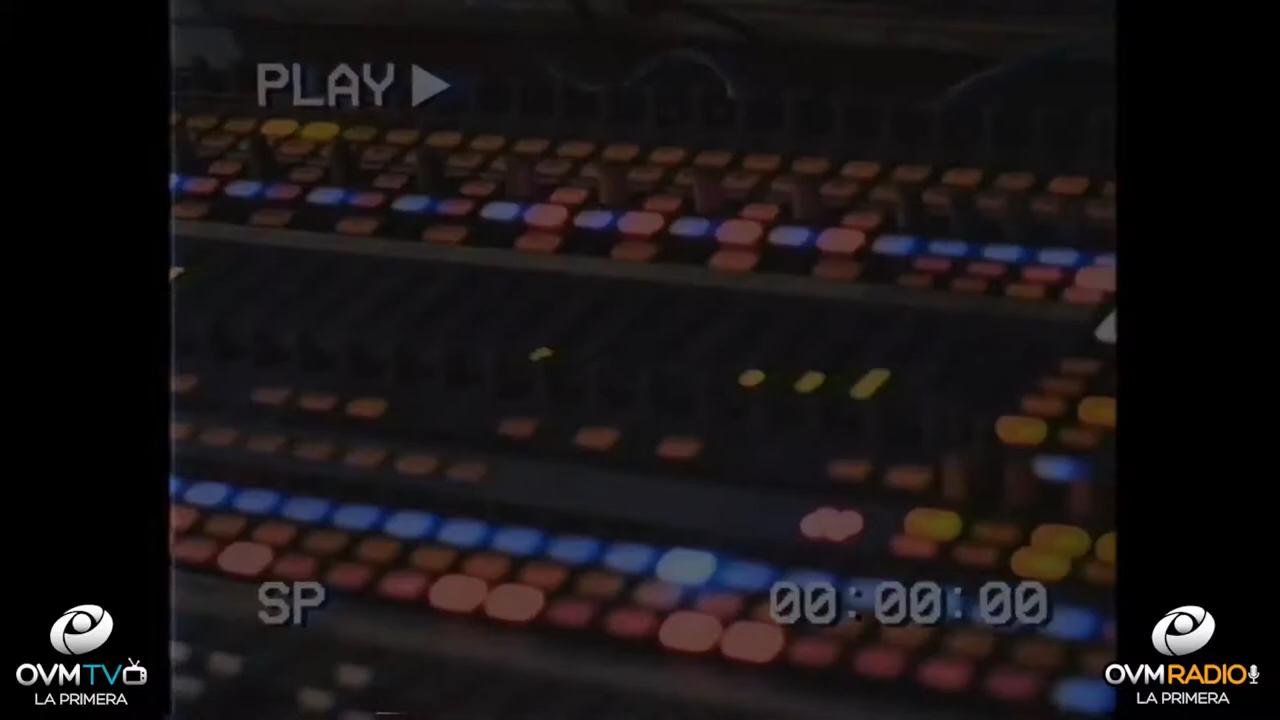 PLAY
SP
00:00:00
OVMTV
LA PRIMERA
OVMRADIO
LA PRIMERA